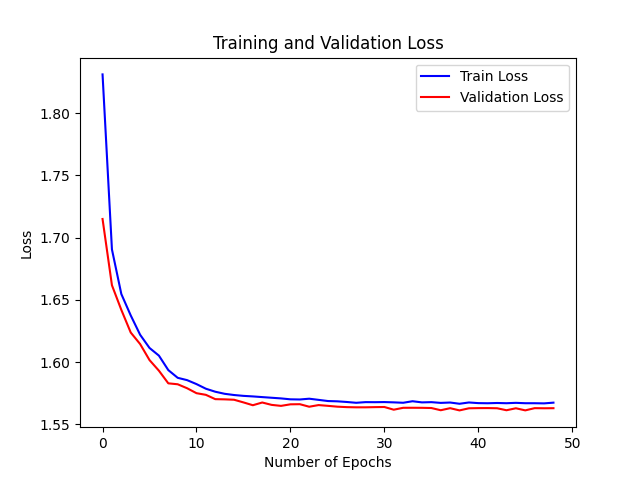 Training and Validation Loss
Train Loss
Validation Loss
Loss
1.80
1.75
1.70
1.65
1.60
1.55
0 10 20 30 40 50
Number of Epochs